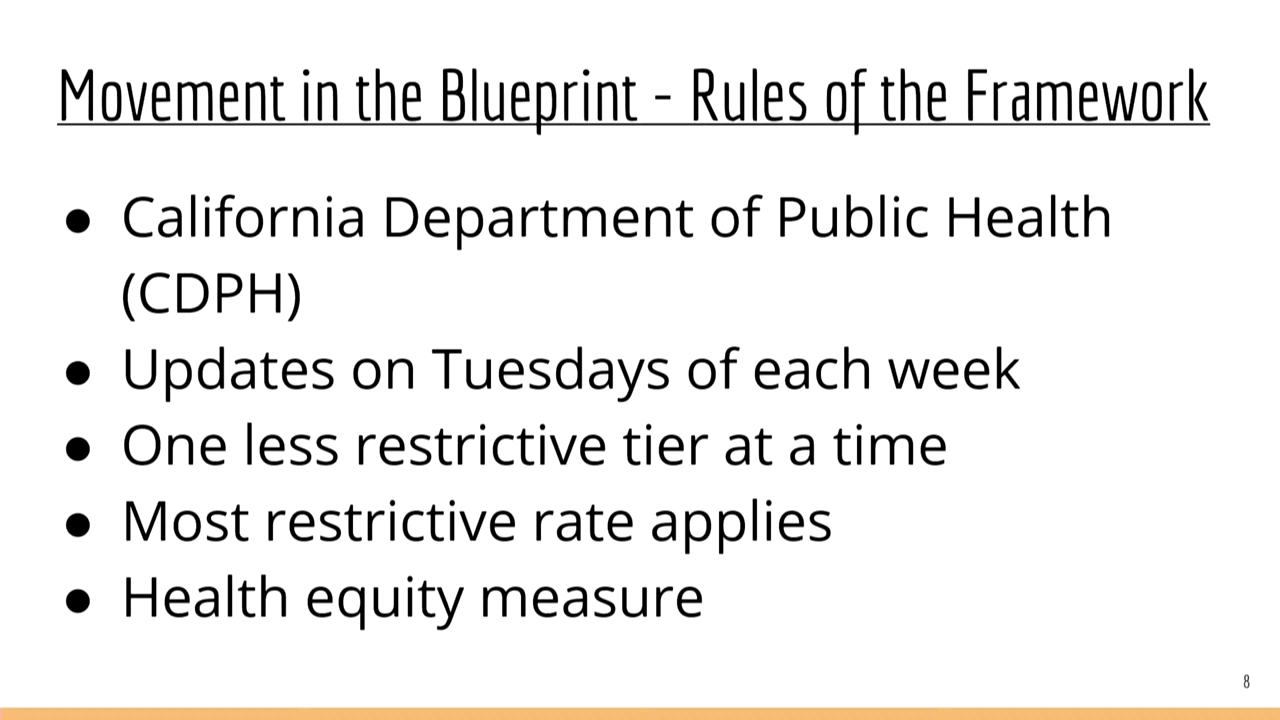 Movement in the Blueprint - Rules of the Framework
● California Department of Public Health
(CDPH)
● Updates on Tuesdays of each week
● One less restrictive tier at a time
● Most restrictive rate applies
● Health equity measure
8